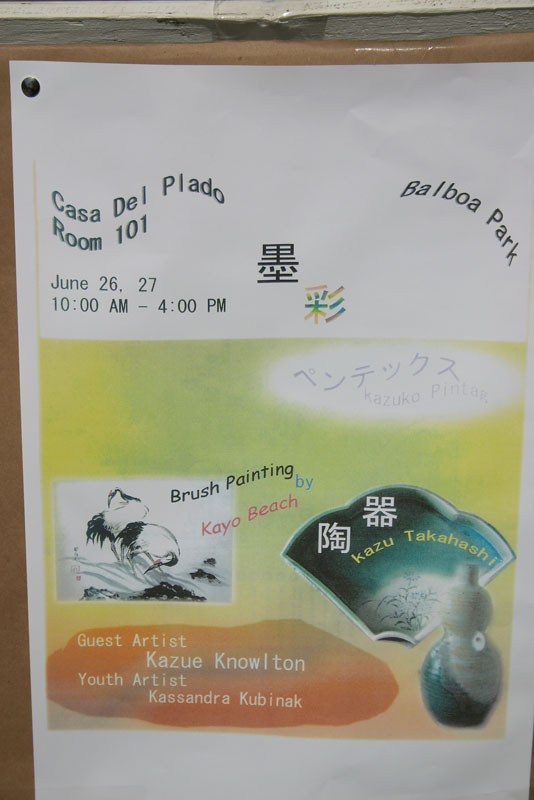 Casa Del Plado
Room 101
Balboa Park
June 26, 27
10:00 AM - 4:00 PM
墨
彩
ペンテックス
kazuko Pintar
Brush Painting
by
Kayo Beach
陶器
kazu Takahashi
Guest Artist
Kazue Knowlton
Youth Artist
Kassandra Kubinak